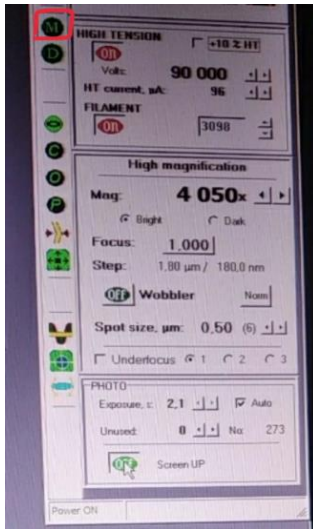 M
HIGH TENSION
+10 % HT
D
ON
Volts: 90 000
HT current, µA: 96
FILAMENT
ON 3098
C
High magnification
O
Mag: 4 050x
P
Bright Dark
Focus: 1.000
Step: 1,80 µm / 180,0 nm
OFF Wobbler Norm
Spot size, µm: 0,50 (6)
Underfocus 1 2 3
PHOTO
Exposure, s: 2,1 Auto
Unused: 8 No: 273
Screen UP
Power ON